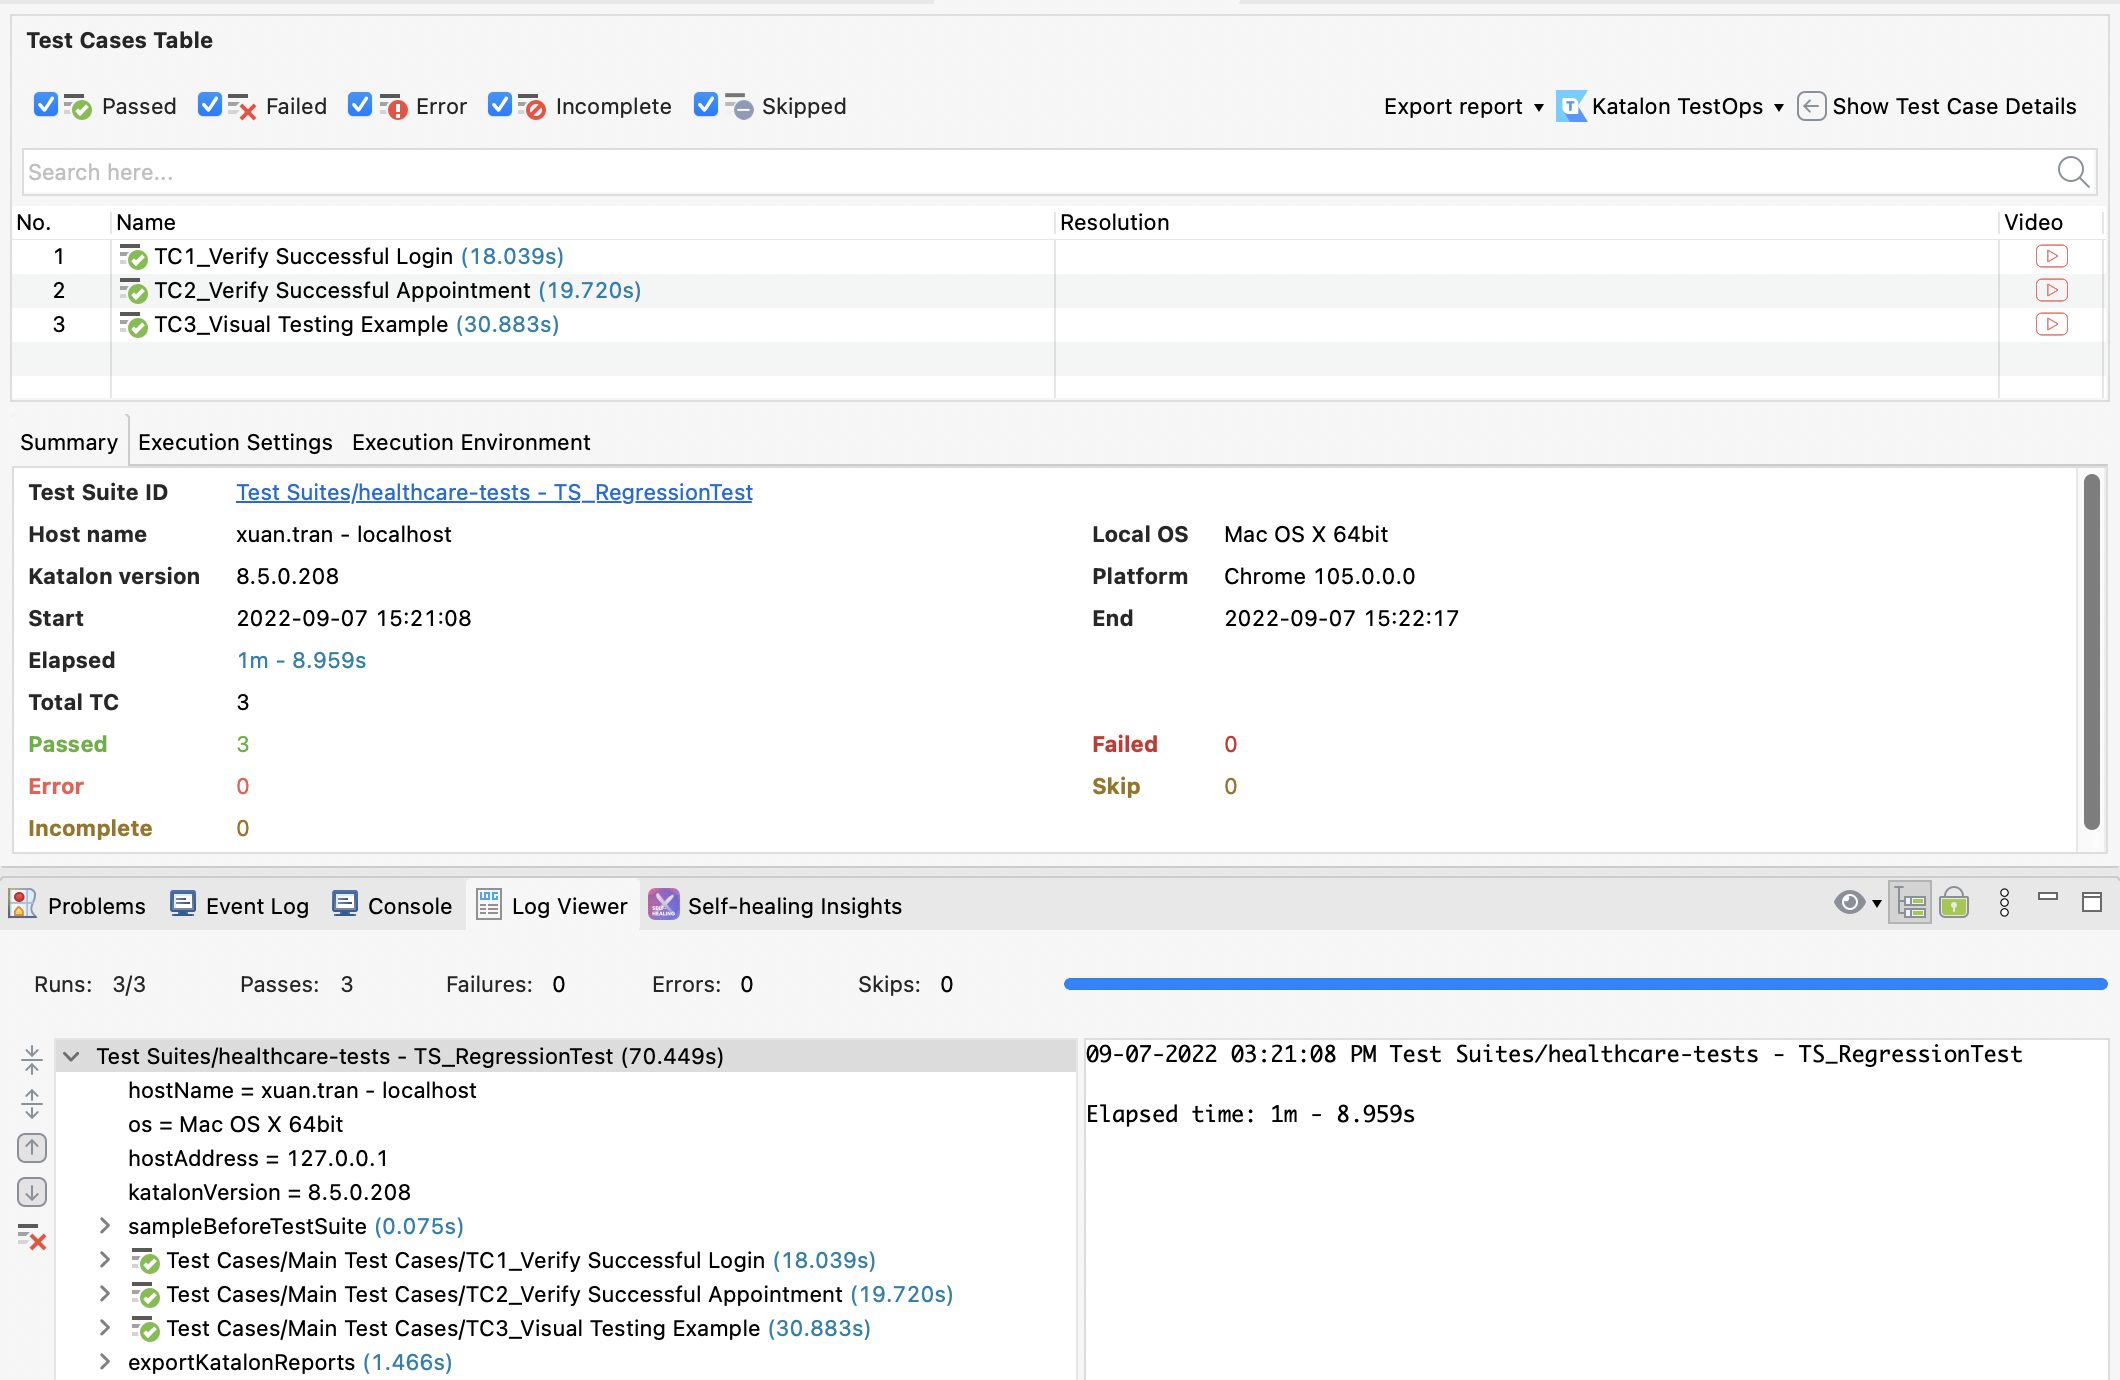 Test Cases Table
Passed Failed Error Incomplete Skipped Export report Katalon TestOps Show Test Case Details
Search here...
No. Name Resolution Video
1 TC1_Verify Successful Login (18.039s)
2 TC2_Verify Successful Appointment (19.720s)
3 TC3_Visual Testing Example (30.883s)
Summary Execution Settings Execution Environment
Test Suite ID Test Suites/healthcare-tests - TS_RegressionTest
Host name xuan.tran - localhost Local OS Mac OS X 64bit
Katalon version 8.5.0.208 Platform Chrome 105.0.0.0
Start 2022-09-07 15:21:08 End 2022-09-07 15:22:17
Elapsed 1m - 8.959s
Total TC 3
Passed 3 Failed 0
Error 0 Skip 0
Incomplete 0
Problems Event Log Console Log Viewer Self-healing Insights
Runs: 3/3 Passes: 3 Failures: 0 Errors: 0 Skips: 0
Test Suites/healthcare-tests - TS_RegressionTest (70.449s)
hostName = xuan.tran - localhost
os = Mac OS X 64bit
hostAddress = 127.0.0.1
katalonVersion = 8.5.0.208
sampleBeforeTestSuite (0.075s)
Test Cases/Main Test Cases/TC1_Verify Successful Login (18.039s)
Test Cases/Main Test Cases/TC2_Verify Successful Appointment (19.720s)
Test Cases/Main Test Cases/TC3_Visual Testing Example (30.883s)
exportKatalonReports (1.466s)
09-07-2022 03:21:08 PM Test Suites/healthcare-tests - TS_RegressionTest
Elapsed time: 1m - 8.959s